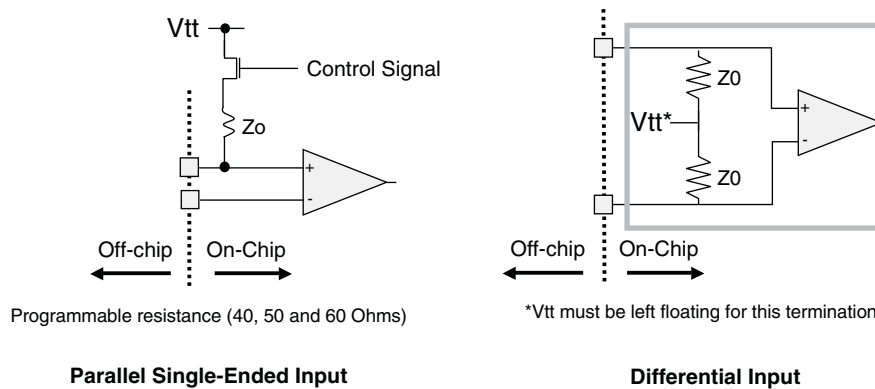 Vtt
Control Signal
Zo
+
-
Off-chip
On-Chip
Programmable resistance (40, 50 and 60 Ohms)
Parallel Single-Ended Input
Z0
Vtt*
+
-
Z0
Off-chip
On-Chip
*Vtt must be left floating for this termination
Differential Input